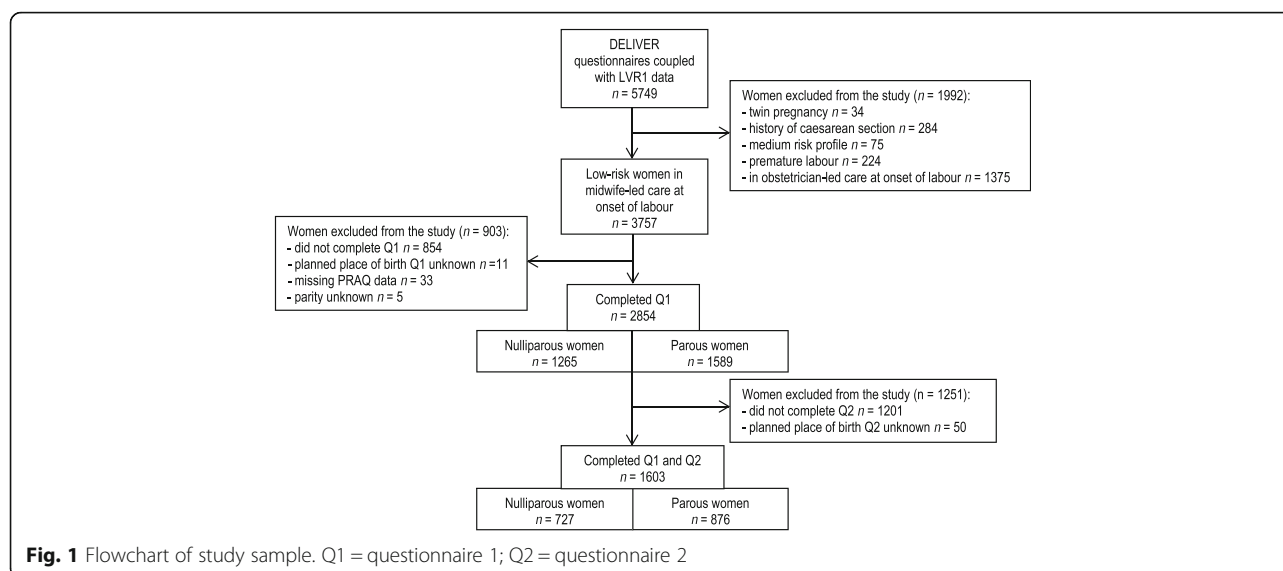 DELIVER
questionnaires coupled
with LVR1 data
n = 5749
Women excluded from the study (n = 1992):
- twin pregnancy n = 34
- history of caesarean section n = 284
- medium risk profile n = 75
- premature labour n = 224
- in obstetrician-led care at onset of labour n = 1375
Low-risk women in
midwife-led care at
onset of labour
n = 3757
Women excluded from the study (n = 903):
- did not complete Q1 n = 854
- planned place of birth Q1 unknown n =11
- missing PRAQ data n = 33
- parity unknown n = 5
Completed Q1
n = 2854
Nulliparous women
n = 1265
Parous women
n = 1589
Women excluded from the study (n = 1251):
- did not complete Q2 n = 1201
- planned place of birth Q2 unknown n = 50
Completed Q1 and Q2
n = 1603
Nulliparous women
n = 727
Parous women
n = 876
Fig. 1 Flowchart of study sample. Q1 = questionnaire 1; Q2 = questionnaire 2